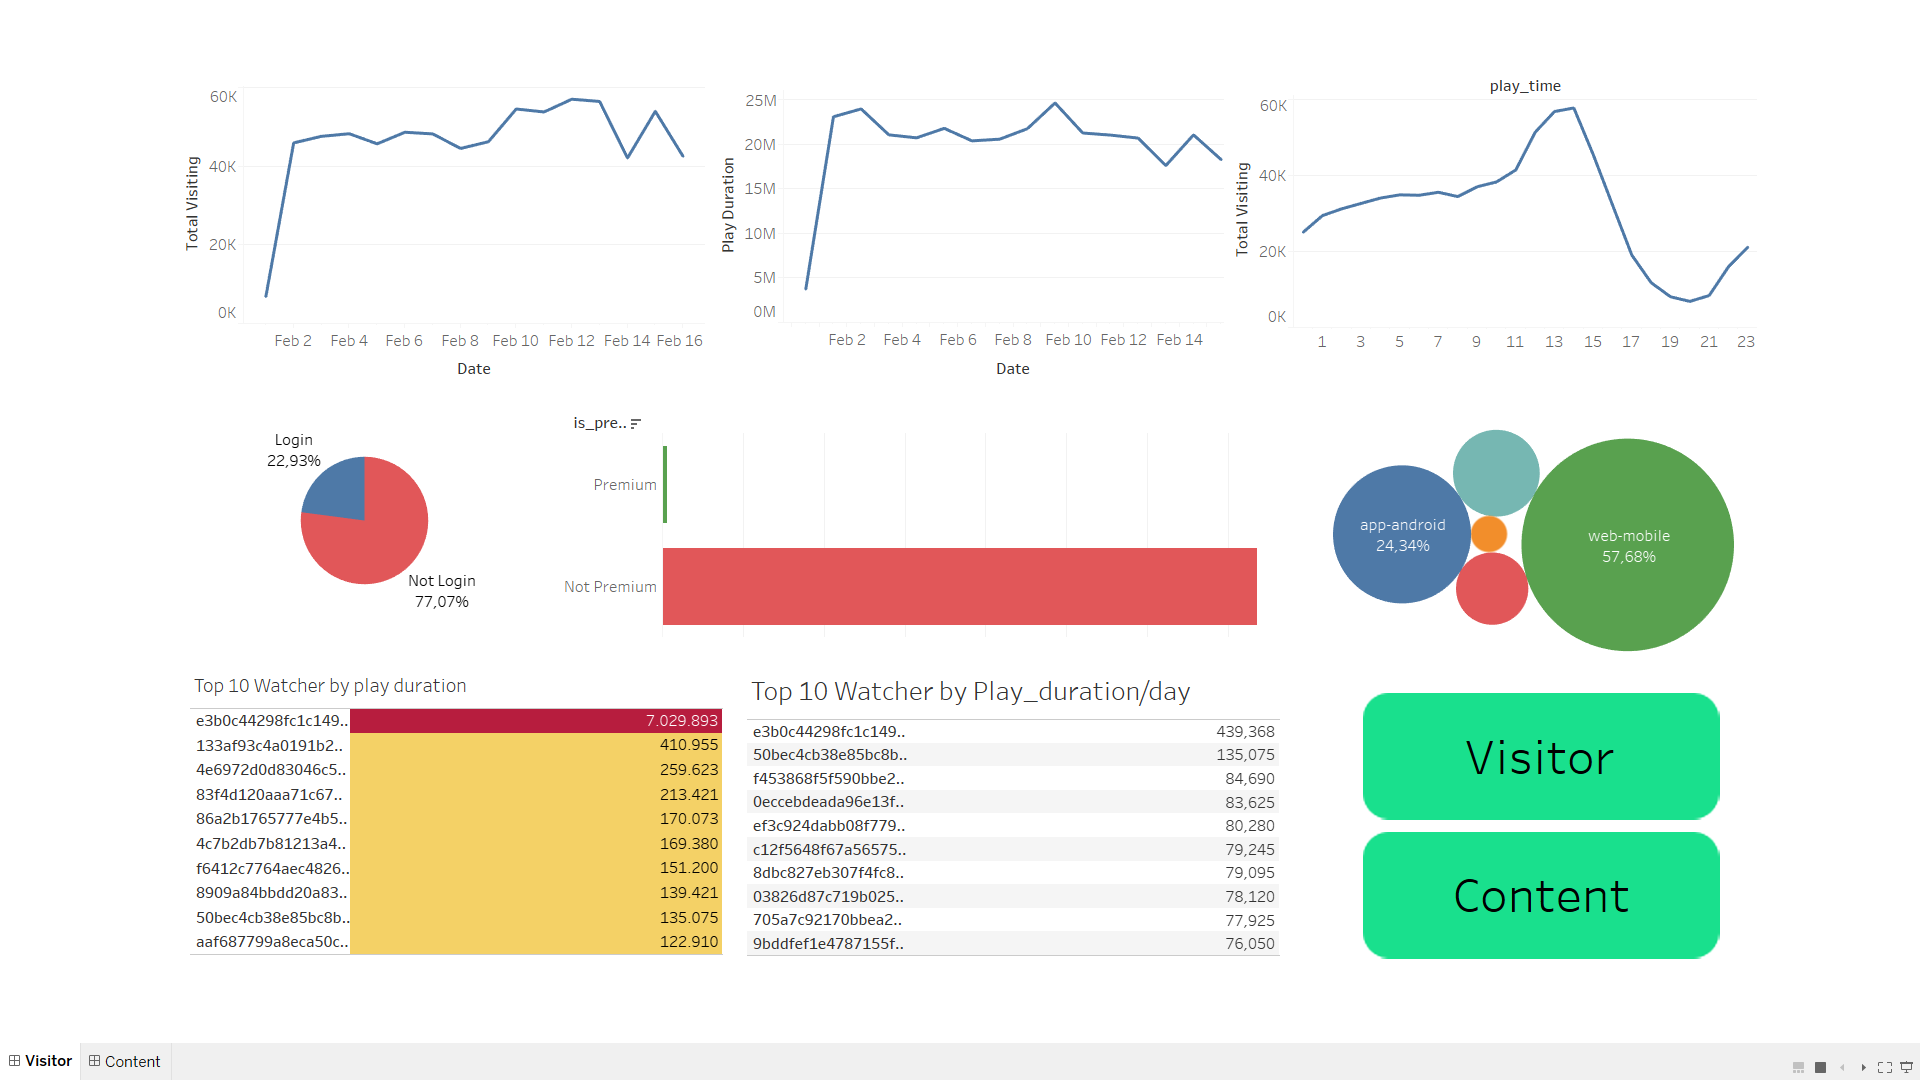 60K
40K
20K
0K
Total Visiting
Feb 2 Feb 4 Feb 6 Feb 8 Feb 10 Feb 12 Feb 14 Feb 16
Date
25M
20M
15M
10M
5M
0M
Play Duration
Feb 2 Feb 4 Feb 6 Feb 8 Feb 10 Feb 12 Feb 14
Date
play_time
60K
40K
20K
0K
Total Visiting
1 3 5 7 9 11 13 15 17 19 21 23
Login
22,93%
Not Login
77,07%
is_pre..
Premium
Not Premium
app-android
24,34%
web-mobile
57,68%
Top 10 Watcher by play duration
e3b0c44298fc1c149.. 7.029.893
133af93c4a0191b2.. 410.955
4e6972d0d83046c5.. 259.623
83f4d120aaa71c67.. 213.421
86a2b1765777e4b5.. 170.073
4c7b2db7b81213a4.. 169.380
f6412c7764aec4826.. 151.200
8909a84bbdd20a83.. 139.421
50bec4cb38e85bc8b.. 135.075
aaf687799a8eca50c.. 122.910
Top 10 Watcher by Play_duration/day
e3b0c44298fc1c149.. 439,368
50bec4cb38e85bc8b.. 135,075
f453868f5f590bbe2.. 84,690
0eccebdeada96e13f.. 83,625
ef3c924dabb08f779.. 80,280
c12f5648f67a56575.. 79,245
8dbc827eb307f4fc8.. 79,095
03826d87c719b025.. 78,120
705a7c92170bbea2.. 77,925
9bddfef1e4787155f.. 76,050
Visitor
Content
Visitor Content